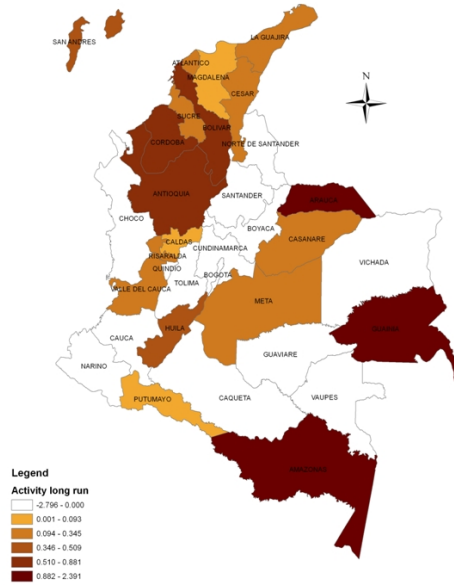 SAN ANDRES
LA GUAJIRA
ATLANTICO
MAGDALENA
CESAR
N
SUCRE
BOLIVAR
CORDOBA
NORTE DE SANTANDER
ANTIOQUIA
SANTANDER
ARAUCA
CHOCO
BOYACA
CASANARE
CALDAS
CUNDINAMARCA
RISARALDA
VICHADA
QUINDIO
BOGOTA
TOLIMA
VALLE DEL CAUCA
META
HUILA
GUAINIA
CAUCA
GUAVIARE
NARINO
PUTUMAYO
CAQUETA
VAUPES
AMAZONAS
Legend
Activity long run
-2.796 - 0.000
0.001 - 0.093
0.094 - 0.345
0.346 - 0.509
0.510 - 0.881
0.882 - 2.391